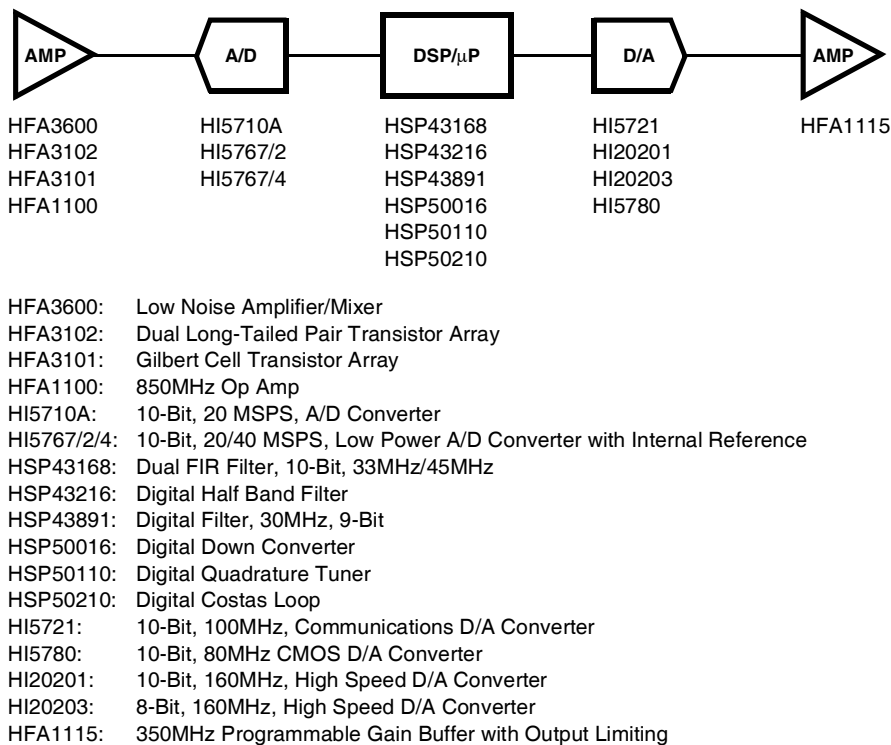 AMP A/D DSP/μP D/A AMP
HFA3600 HI5710A HSP43168 HI5721 HFA1115
HFA3102 HI5767/2 HSP43216 HI20201
HFA3101 HI5767/4 HSP43891 HI20203
HFA1100 HSP50016 HI5780
HSP50110
HSP50210
HFA3600: Low Noise Amplifier/Mixer
HFA3102: Dual Long-Tailed Pair Transistor Array
HFA3101: Gilbert Cell Transistor Array
HFA1100: 850MHz Op Amp
HI5710A: 10-Bit, 20 MSPS, A/D Converter
HI5767/2/4: 10-Bit, 20/40 MSPS, Low Power A/D Converter with Internal Reference
HSP43168: Dual FIR Filter, 10-Bit, 33MHz/45MHz
HSP43216: Digital Half Band Filter
HSP43891: Digital Filter, 30MHz, 9-Bit
HSP50016: Digital Down Converter
HSP50110: Digital Quadrature Tuner
HSP50210: Digital Costas Loop
HI5721: 10-Bit, 100MHz, Communications D/A Converter
HI5780: 10-Bit, 80MHz CMOS D/A Converter
HI20201: 10-Bit, 160MHz, High Speed D/A Converter
HI20203: 8-Bit, 160MHz, High Speed D/A Converter
HFA1115: 350MHz Programmable Gain Buffer with Output Limiting